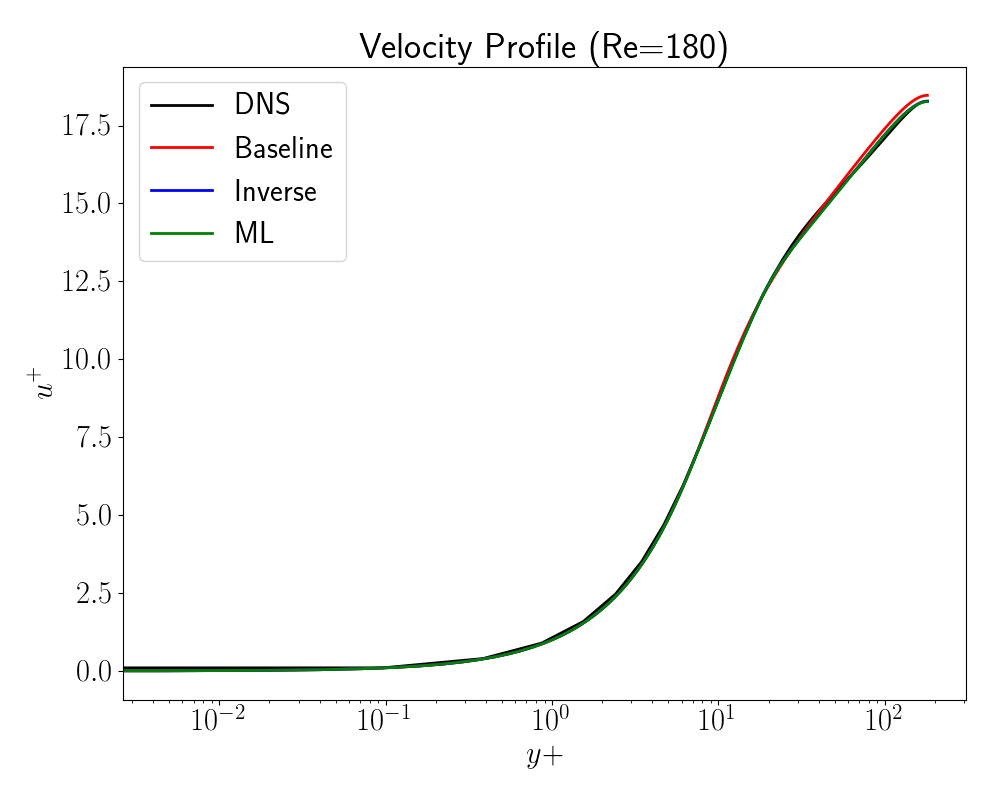 Velocity Profile (Re=180)
DNS
Baseline
Inverse
ML
17.5
15.0
12.5
10.0
7.5
5.0
2.5
0.0
u⁺
10⁻² 10⁻¹ 10⁰ 10¹ 10²
y+